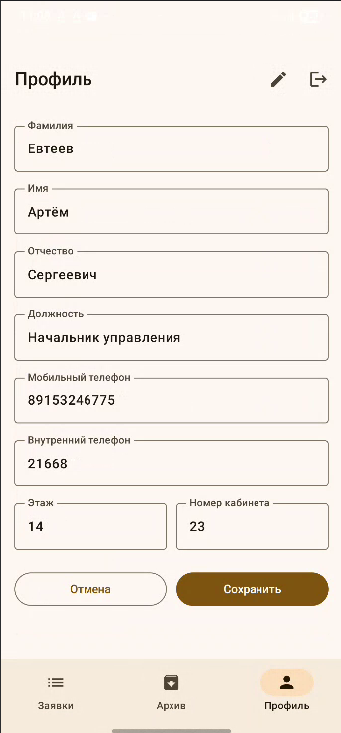 Профиль
Фамилия
Евтеев
Имя
Артём
Отчество
Сергеевич
Должность
Начальник управления
Мобильный телефон
89153246775
Внутренний телефон
21668
Этаж
Номер кабинета
14
23
Отмена
Сохранить
Заявки
Архив
Профиль